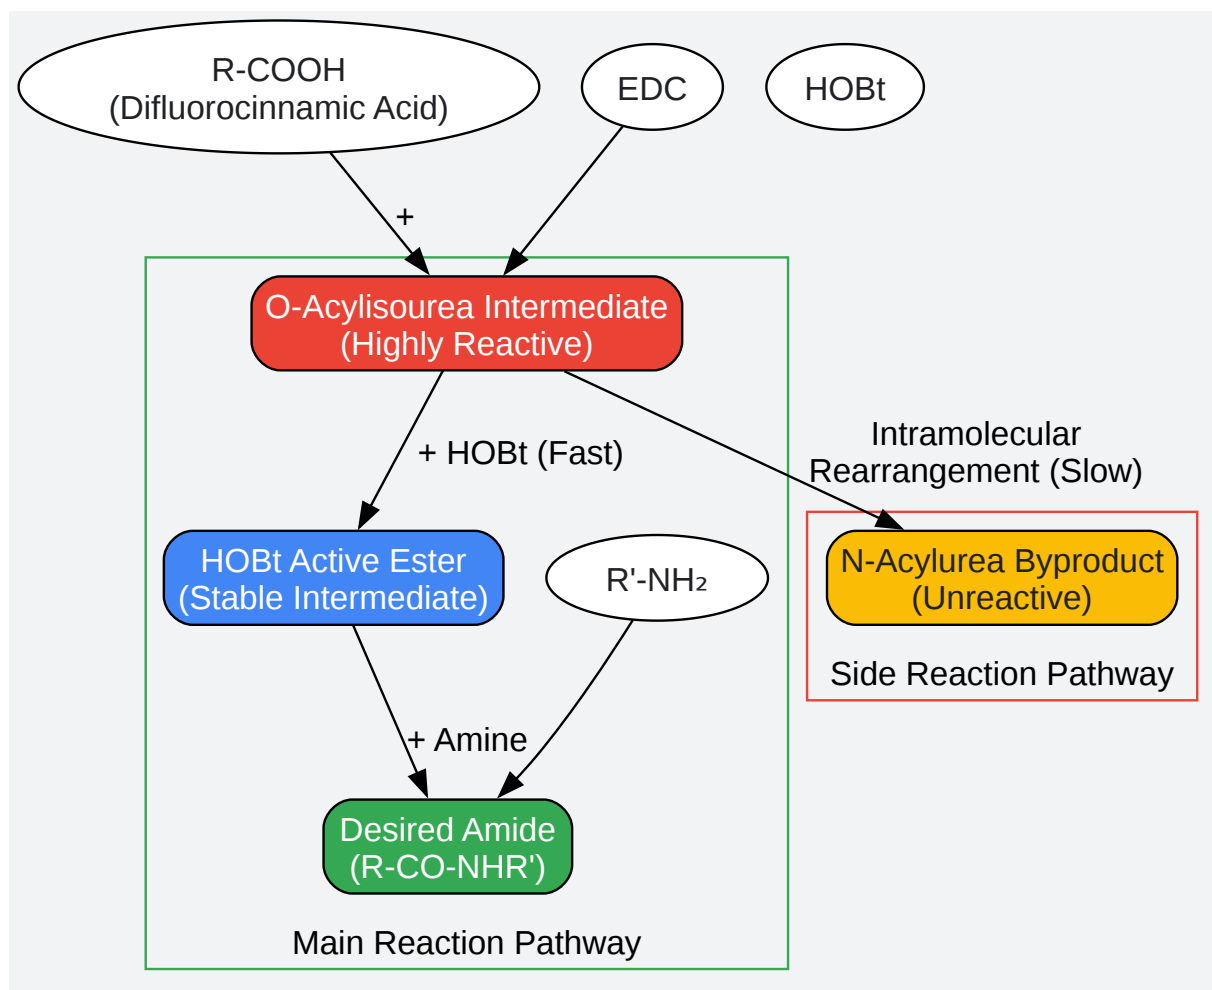 R-COOH
(Difluorocinnamic Acid)
EDC
HOBt
+
O-Acylisourea Intermediate
(Highly Reactive)
+ HOBt (Fast)
Intramolecular
Rearrangement (Slow)
HOBt Active Ester
(Stable Intermediate)
R'-NH₂
N-Acylurea Byproduct
(Unreactive)
Side Reaction Pathway
+ Amine
Desired Amide
(R-CO-NHR')
Main Reaction Pathway